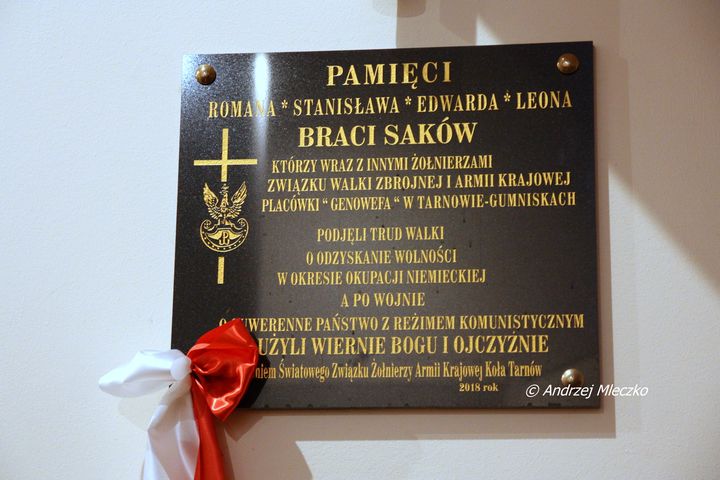 PAMIĘCI
ROMANA * STANISŁAWA * EDWARDA * LEONA
BRACI SAKÓW
KTÓRZY WRAZ Z INNYMI ŻOŁNIERZAMI
ZWIĄZKU WALKI ZBROJNEJ I ARMII KRAJOWEJ
PLACÓWKI “ GENOWEFA “ W TARNOWIE-GUMNISKACH
PODJĘLI TRUD WALKI
O ODZYSKANIE WOLNOŚCI
W OKRESIE OKUPACJI NIEMIECKIEJ
A PO WOJNIE
O SUWERENNE PAŃSTWO Z REŻIMEM KOMUNISTYCZNYM
UŻYLI WIERNIE BOGU I OJCZYŹNIE
niem Światowego Związku Żołnierzy Armii Krajowej Koła Tarnów
2018 rok
© Andrzej Mleczko